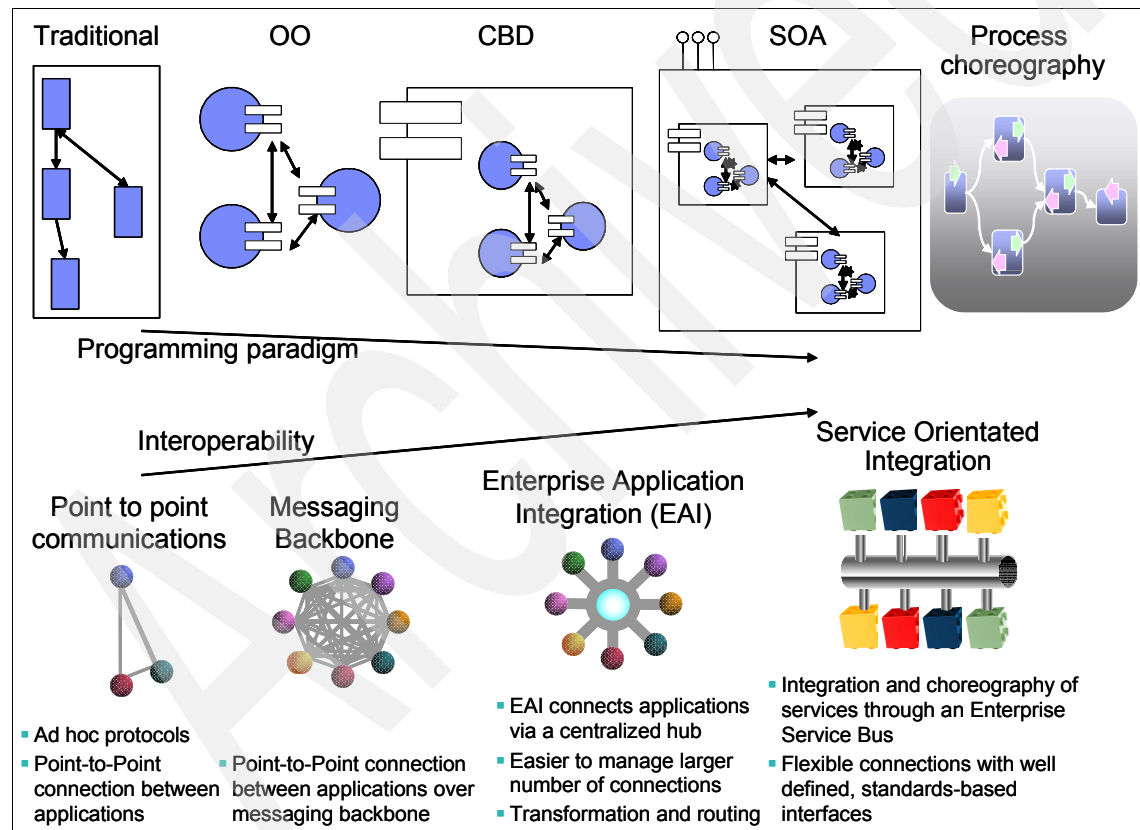 Traditional
OO
CBD
SOA
Process
choreography
Programming paradigm
Interoperability
Point to point
communications
Messaging
Backbone
Enterprise Application
Integration (EAI)
Service Orientated
Integration
Ad hoc protocols
Point-to-Point
connection between
applications
Point-to-Point connection
between applications over
messaging backbone
EAI connects applications
via a centralized hub
Easier to manage larger
number of connections
Transformation and routing
Integration and choreography of
services through an Enterprise
Service Bus
Flexible connections with well
defined, standards-based
interfaces
Archived